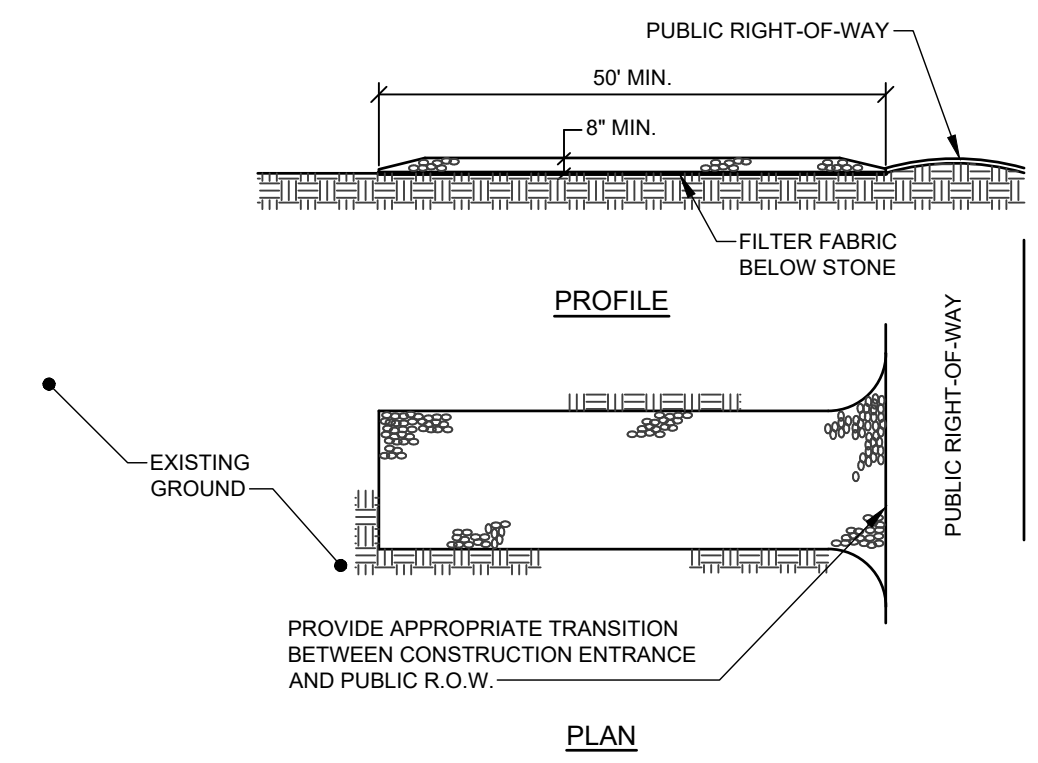 PUBLIC RIGHT-OF-WAY
50' MIN.
8" MIN.
FILTER FABRIC
BELOW STONE
PROFILE
PUBLIC RIGHT-OF-WAY
EXISTING
GROUND
PROVIDE APPROPRIATE TRANSITION
BETWEEN CONSTRUCTION ENTRANCE
AND PUBLIC R.O.W.
PLAN